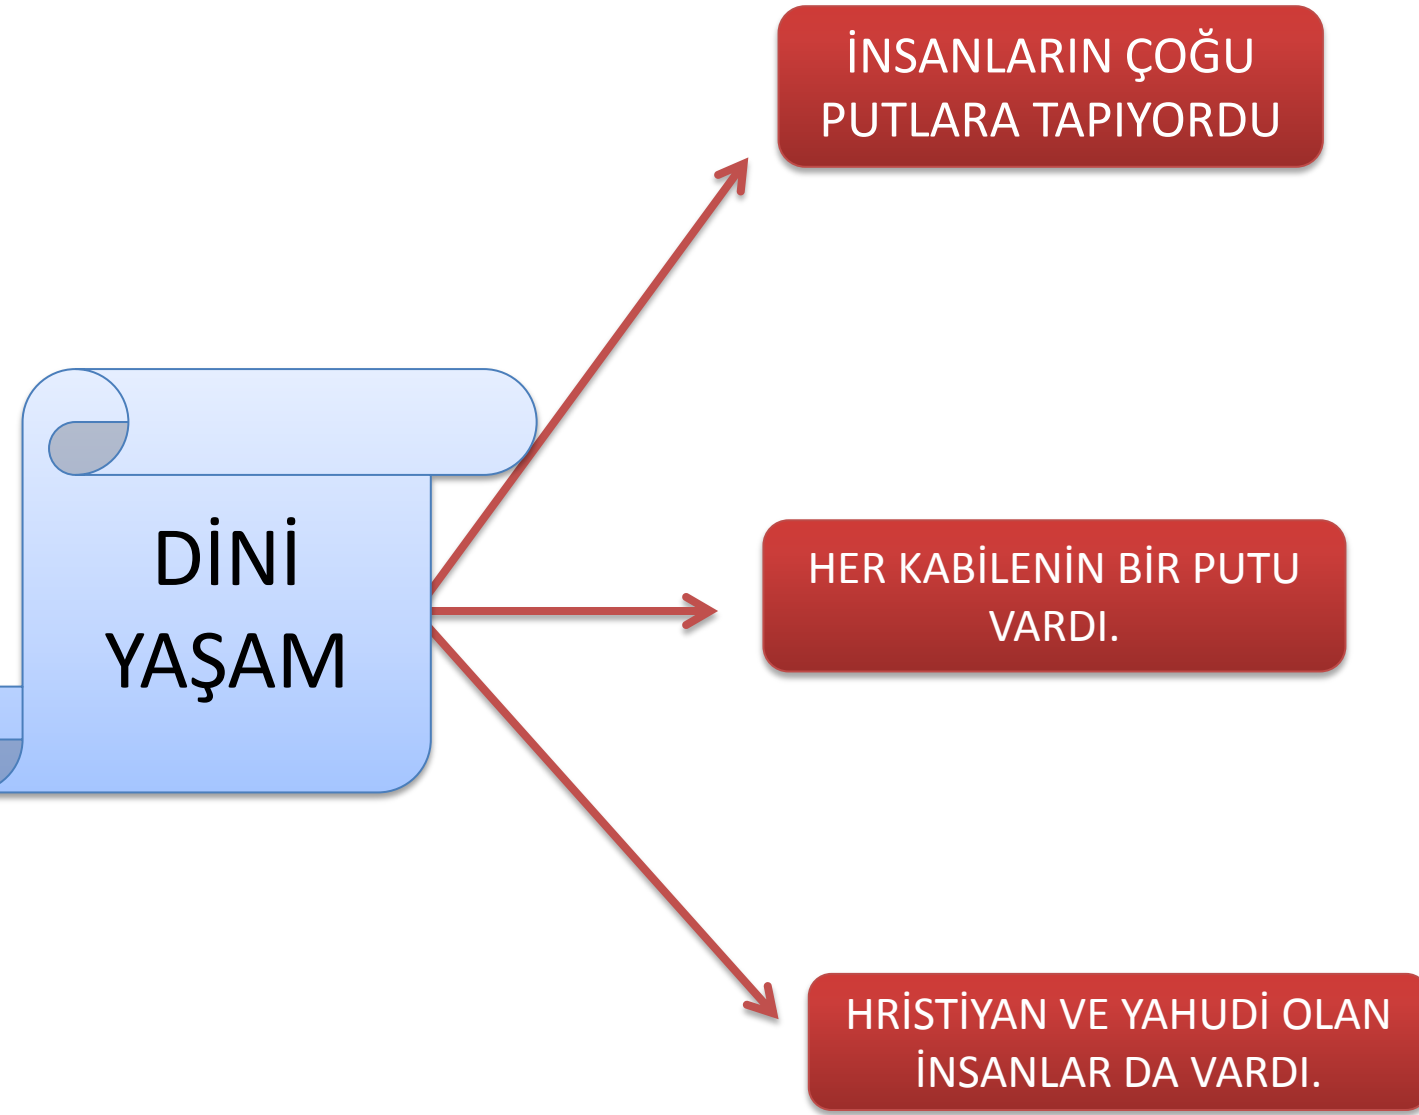 İNSANLARIN ÇOĞU
PUTLARA TAPIYORDU
DİNİ
YAŞAM
HER KABİLENİN BİR PUTU
VARDI.
HRİSTİYAN VE YAHUDİ OLAN
İNSANLAR DA VARDI.